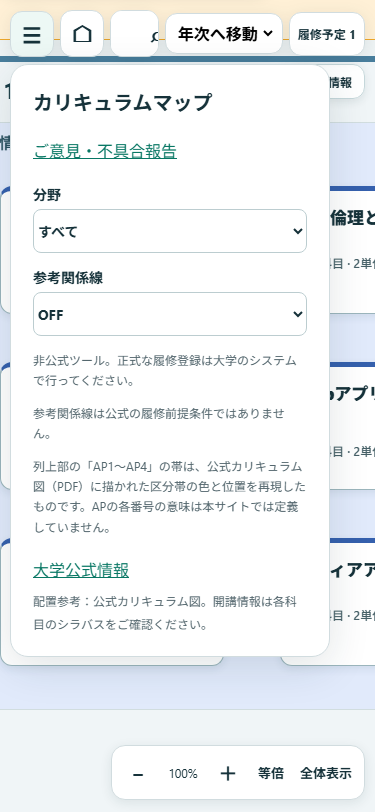 年次へ移動
履修予定 1
情報
カリキュラムマップ
ご意見・不具合報告
分野
すべて
参考関係線
OFF
非公式ツール。正式な履修登録は大学のシステム
で行ってください。
参考関係線は公式の履修前提条件ではありませ
ん。
列上部の「AP1〜AP4」の帯は、公式カリキュラム
図（PDF）に描かれた区分帯の色と位置を再現した
ものです。APの各番号の意味は本サイトでは定義
していません。
大学公式情報
配置参考：公式カリキュラム図。開講情報は各科
目のシラバスをご確認ください。
倫理と
目・2単
アプリ
目・2単
ィアア
目・2単
− 100% + 等倍 全体表示